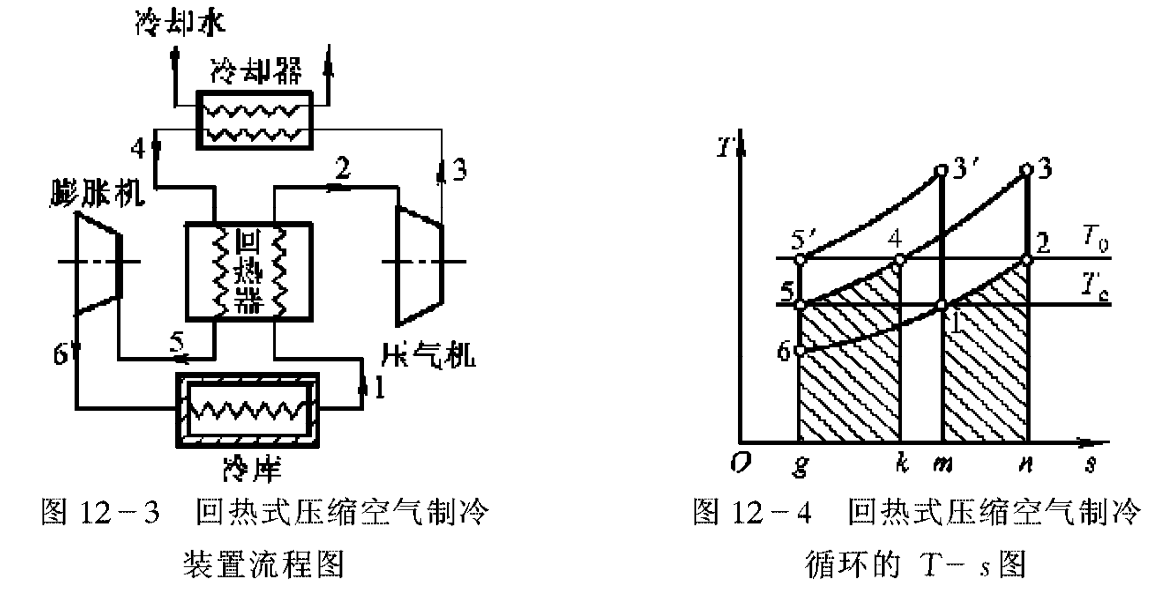 冷却水
冷却器
4
2
3
膨胀机
回热器
6
5
压气机
1
冷库
图 12-3 回热式压缩空气制冷
装置流程图
T
3′
3
5′
4
2
T₀
5
1
T_c
6
O
g
k
m
n
s
图 12-4 回热式压缩空气制冷
循环的 T-s 图